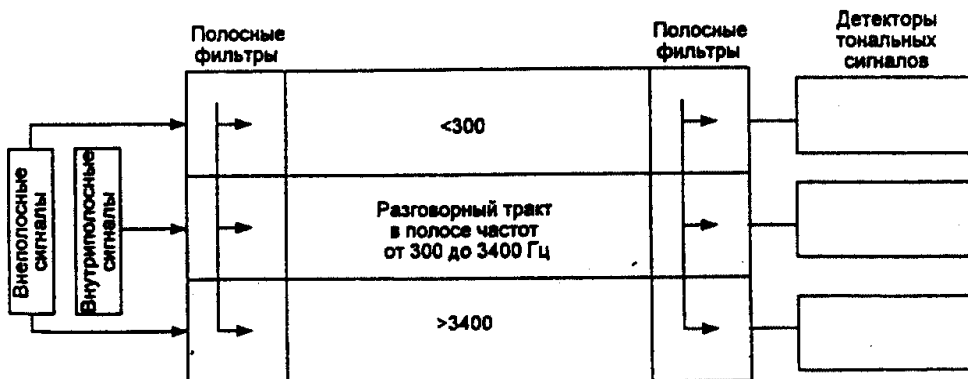 Полосные
фильтры
Полосные
фильтры
Детекторы
тональных
сигналов
<300
Внеполосные
сигналы
Внутриполосные
сигналы
Разговорный тракт
в полосе частот
от 300 до 3400 Гц
>3400